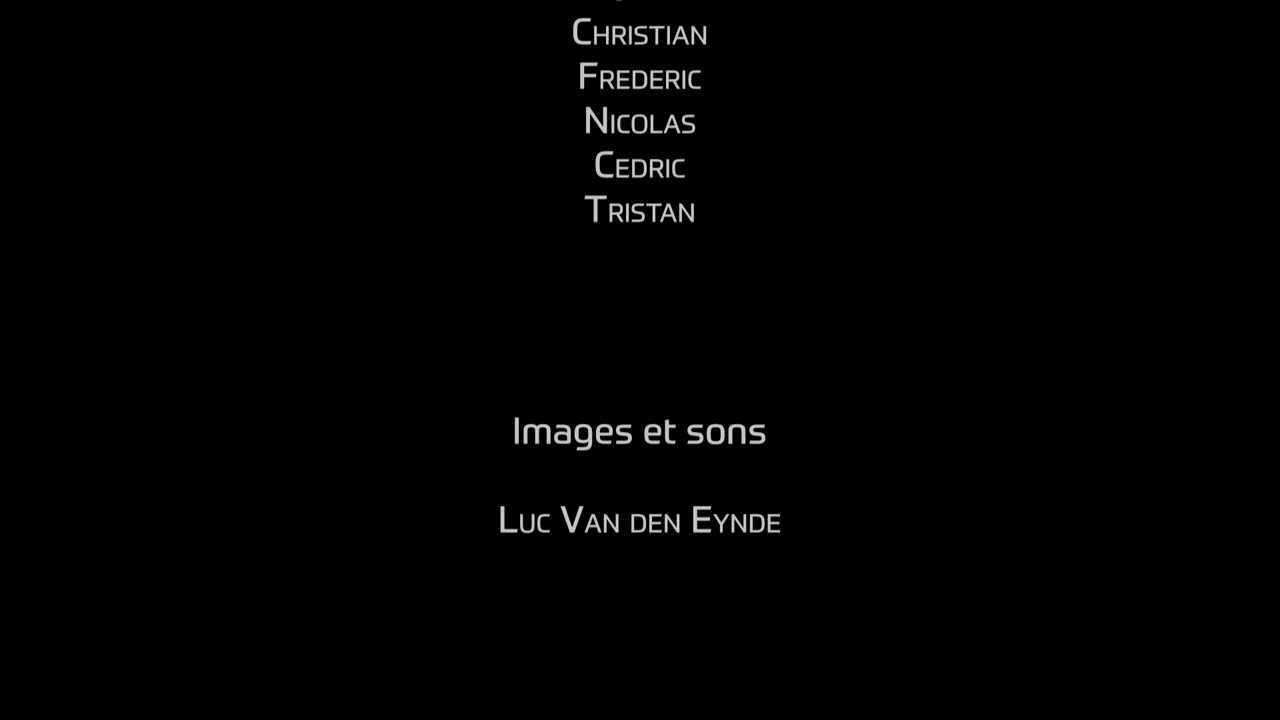 Christian
Frederic
Nicolas
Cedric
Tristan
Images et sons
Luc Van den Eynde